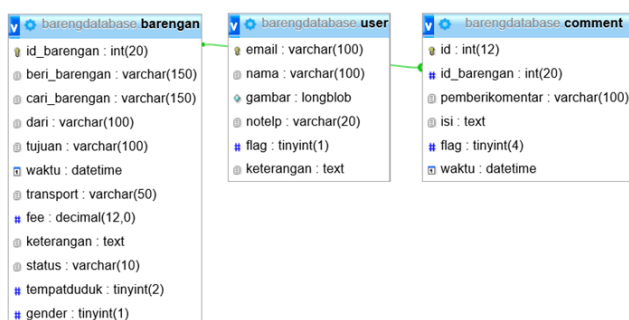 barengdatabase barengan
id_barengan : int(20)
beri_barengan : varchar(150)
cari_barengan : varchar(150)
dari : varchar(100)
tujuan : varchar(100)
waktu : datetime
transport : varchar(50)
fee : decimal(12,0)
keterangan : text
status : varchar(10)
tempatduduk : tinyint(2)
gender : tinyint(1)
barengdatabase user
email : varchar(100)
nama : varchar(100)
gambar : longblob
notelp : varchar(20)
flag : tinyint(1)
keterangan : text
barengdatabase comment
id : int(12)
id_barengan : int(20)
pemberikomentar : varchar(100)
isi : text
flag : tinyint(4)
waktu : datetime